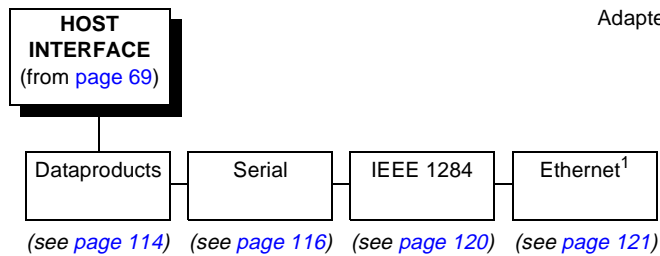 Adapte
HOST
INTERFACE
(from page 69)
Dataproducts
Serial
IEEE 1284
Ethernet1
(see page 114)
(see page 116)
(see page 120)
(see page 121)